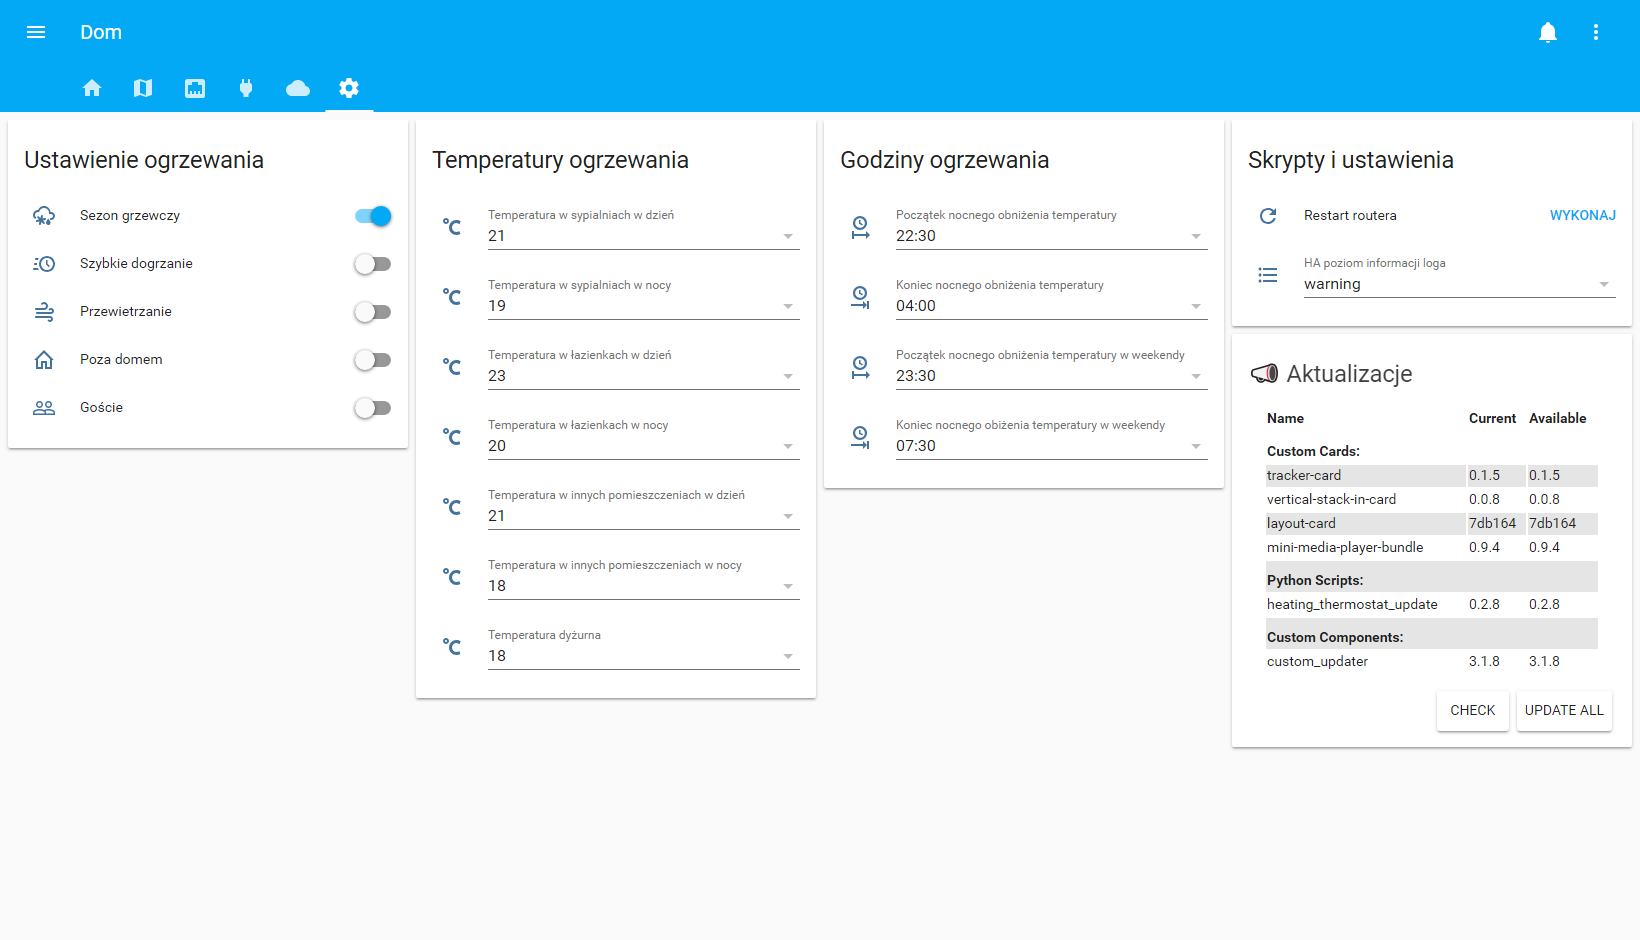 Dom
Ustawienie ogrzewania
Sezon grzewczy
Szybkie dogrzanie
Przewietrzanie
Poza domem
Goście
Temperatury ogrzewania
°C
Temperatura w sypialniach w dzień
21
°C
Temperatura w sypialniach w nocy
19
°C
Temperatura w łazienkach w dzień
23
°C
Temperatura w łazienkach w nocy
20
°C
Temperatura w innych pomieszczeniach w dzień
21
°C
Temperatura w innych pomieszczeniach w nocy
18
°C
Temperatura dyżurna
18
Godziny ogrzewania
Początek nocnego obniżenia temperatury
22:30
Koniec nocnego obniżenia temperatury
04:00
Początek nocnego obniżenia temperatury w weekendy
23:30
Koniec nocnego obiżenia temperatury w weekendy
07:30
Skrypty i ustawienia
Restart routera WYKONAJ
HA poziom informacji loga
warning
Aktualizacje
Name Current Available
Custom Cards:
tracker-card 0.1.5 0.1.5
vertical-stack-in-card 0.0.8 0.0.8
layout-card 7db164 7db164
mini-media-player-bundle 0.9.4 0.9.4
Python Scripts:
heating_thermostat_update 0.2.8 0.2.8
Custom Components:
custom_updater 3.1.8 3.1.8
CHECK UPDATE ALL